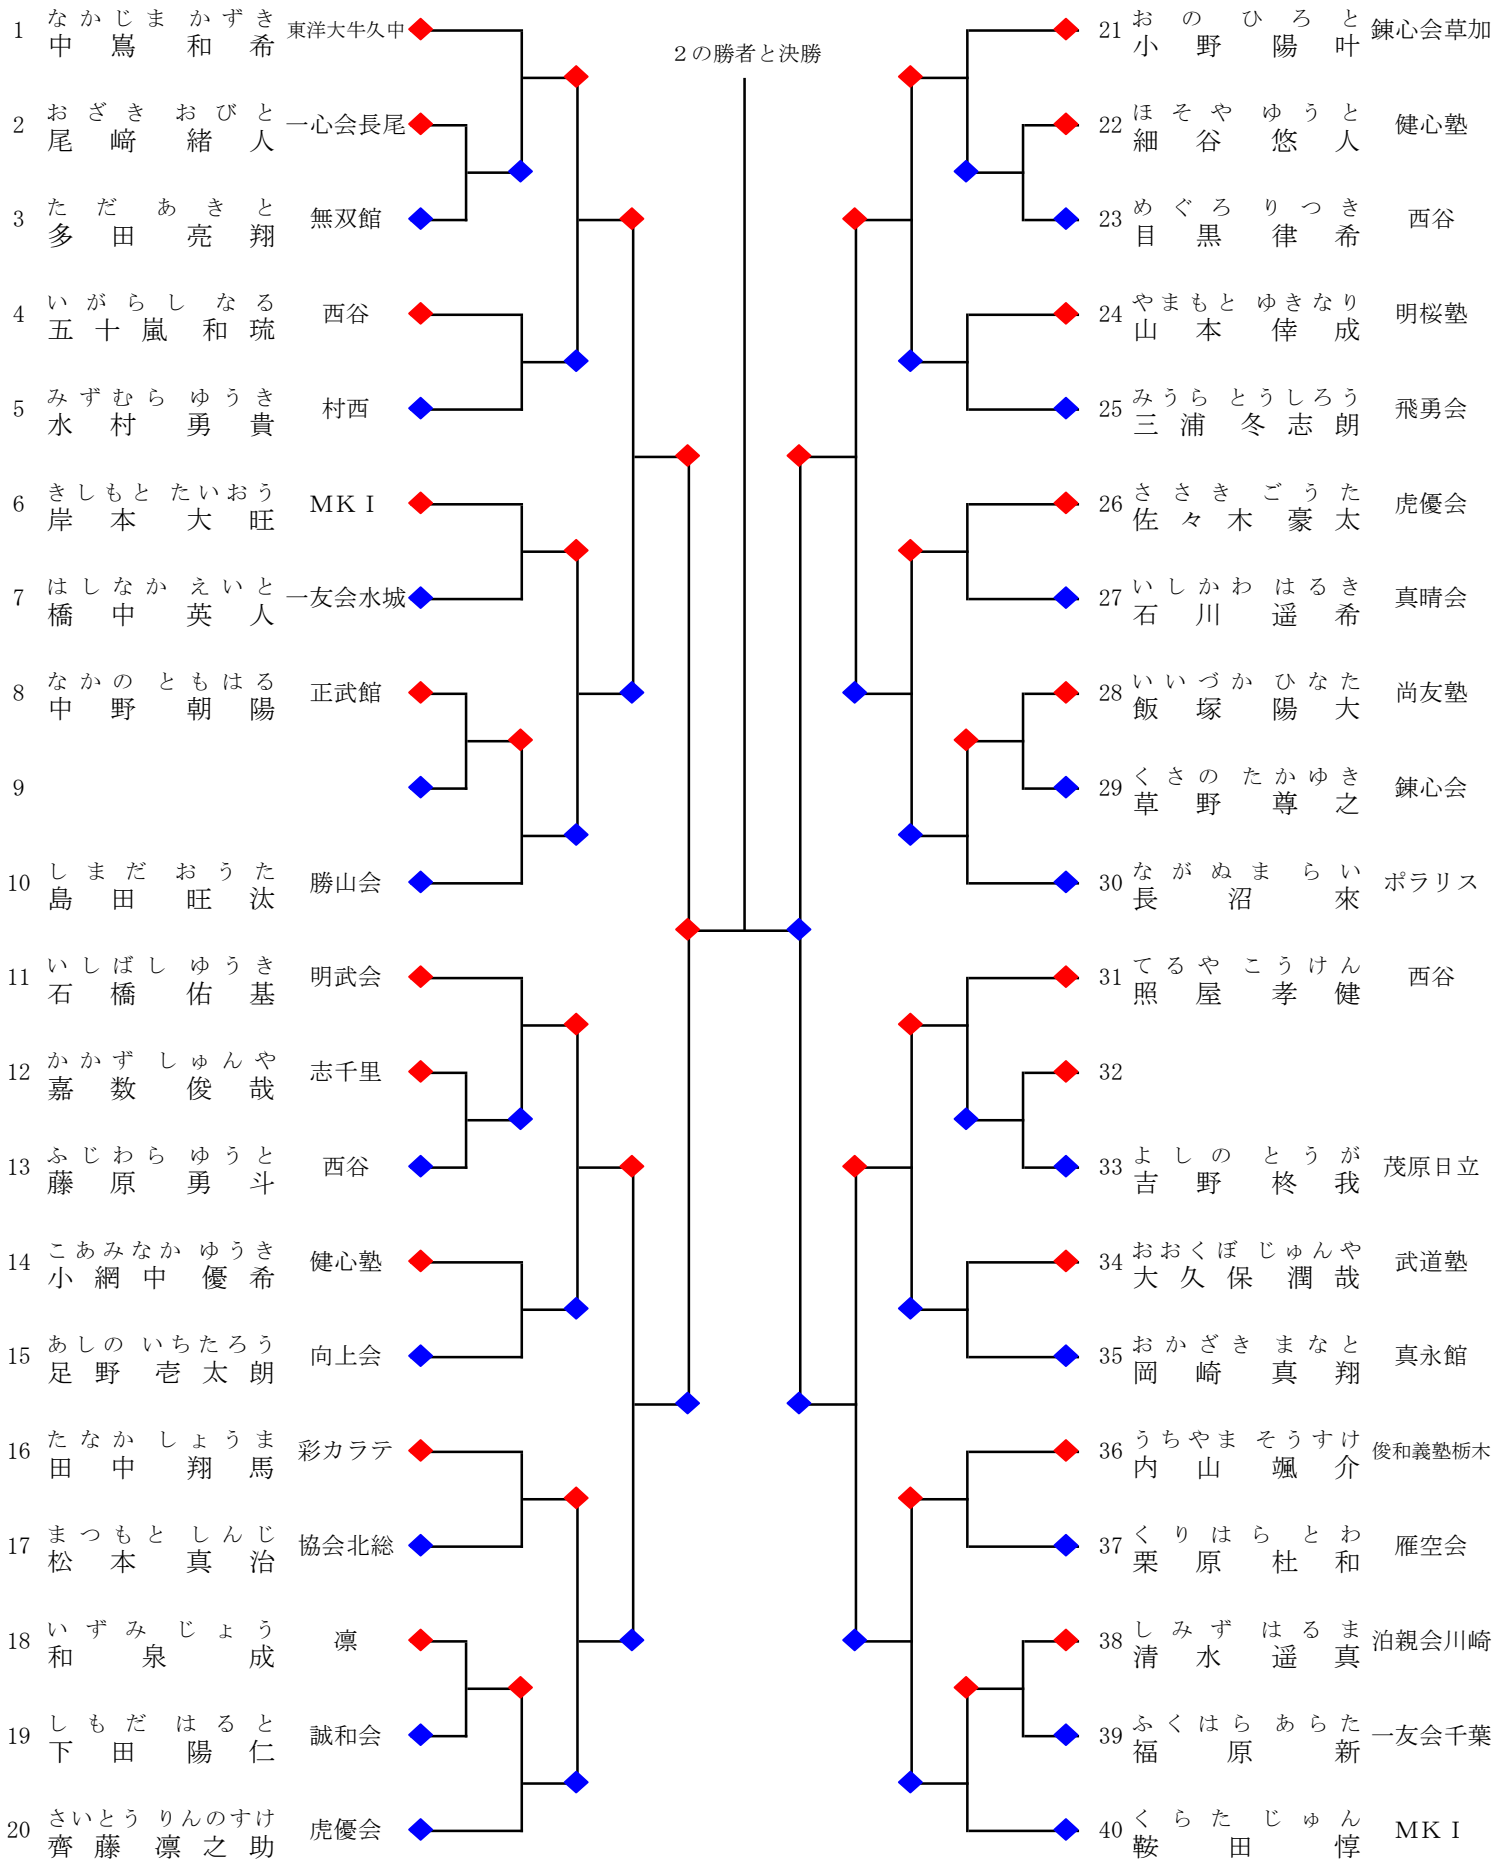 2の勝者と決勝
なかじま かずき
1 中嶌 和希 東洋大牛久中
おざき おびと
2 尾﨑 緒人 一心会長尾
ただ あきと
3 多田 亮翔 無双館
いがらし なる
4 五十嵐 和琉 西谷
みずむら ゆうき
5 水村 勇貴 村西
きしもと たいおう
6 岸本 大旺 MKI
はしなか えいと
7 橋中 英人 一友会水城
なかの ともはる
8 中野 朝陽 正武館
9
しまだ おうた
10 島田 旺汰 勝山会
いしばし ゆうき
11 石橋 佑基 明武会
かかず しゅんや
12 嘉数 俊哉 志千里
ふじわら ゆうと
13 藤原 勇斗 西谷
こあみなか ゆうき
14 小網中 優希 健心塾
あしの いちたろう
15 足野 壱太朗 向上会
たなか しょうま
16 田中 翔馬 彩カラテ
まつもと しんじ
17 松本 真治 協会北総
いずみ じょう
18 和泉 成 凛
しもだ はると
19 下田 陽仁 誠和会
さいとう りんのすけ
20 齊藤 凛之助 虎優会
おの ひろと
21 小野 陽叶 錬心会草加
ほそや ゆうと
22 細谷 悠人 健心塾
めぐろ りつき
23 目黒 律希 西谷
やまもと ゆきなり
24 山本 倖成 明桜塾
みうら とうしろう
25 三浦 冬志朗 飛勇会
ささき ごうた
26 佐々木 豪太 虎優会
いしかわ はるき
27 石川 遥希 真晴会
いいづか ひなた
28 飯塚 陽大 尚友塾
くさの たかゆき
29 草野 尊之 錬心会
ながぬま らい
30 長沼 來 ポラリス
てるや こうけん
31 照屋 孝健 西谷
32
よしの とうが
33 吉野 柊我 茂原日立
おおくぼ じゅんや
34 大久保 潤哉 武道塾
おかざき まなと
35 岡崎 真翔 真永館
うちやま そうすけ
36 内山 颯介 俊和義塾栃木
くりはら とわ
37 栗原 杜和 雁空会
しみず はるま
38 清水 遥真 泊親会川崎
ふくはら あらた
39 福原 新 一友会千葉
くらた じゅん
40 鞍田 惇 MKI